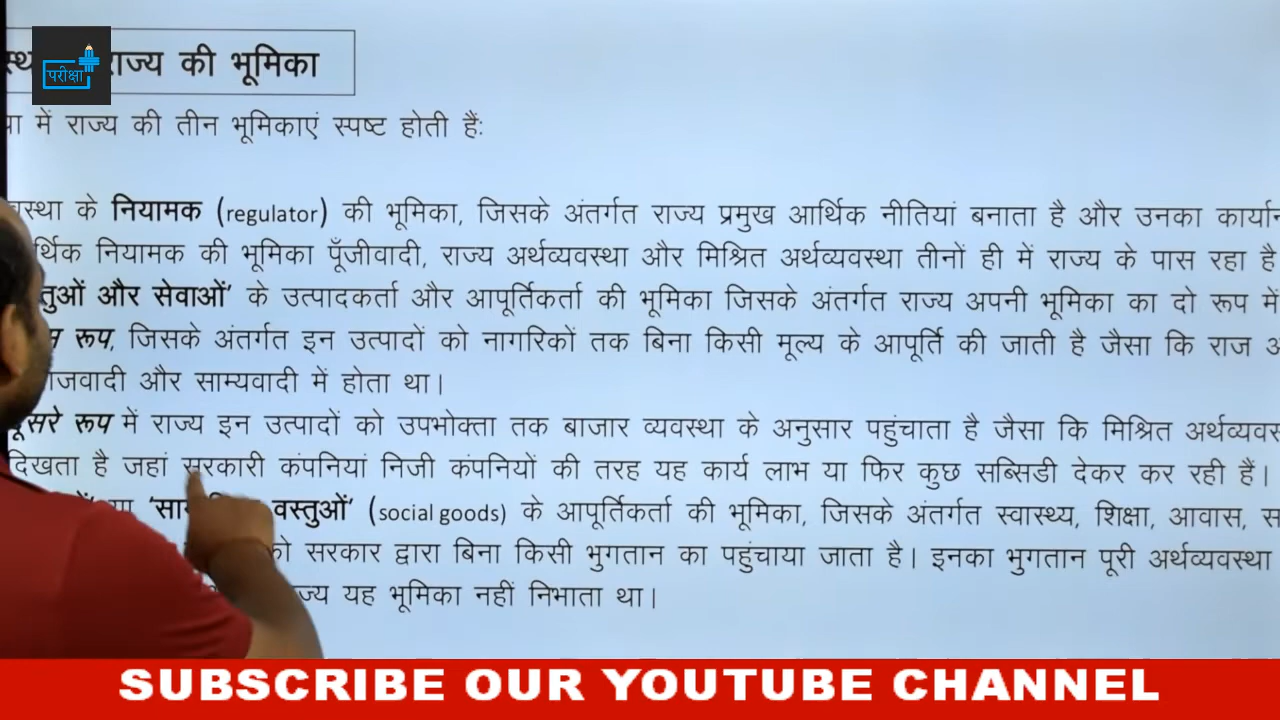 परीक्षा
राज्य की भूमिका
में राज्य की तीन भूमिकाएं स्पष्ट होती हैंः
के नियामक (regulator) की भूमिका, जिसके अंतर्गत राज्य प्रमुख आर्थिक नीतियां बनाता है और उनका
नियामक की भूमिका पूँजीवादी, राज्य अर्थव्यवस्था और मिश्रित अर्थव्यवस्था तीनों ही में राज्य के पास रहा है
और सेवाओं’ के उत्पादकर्ता और आपूर्तिकर्ता की भूमिका जिसके अंतर्गत राज्य अपनी भूमिका का दो रूप में
रूप, जिसके अंतर्गत इन उत्पादों को नागरिकों तक बिना किसी मूल्य के आपूर्ति की जाती है जैसा कि राज
और साम्यवादी में होता था।
दूसरे रूप में राज्य इन उत्पादों को उपभोक्ता तक बाजार व्यवस्था के अनुसार पहुंचाता है जैसा कि मिश्रित
दिखता है जहां सरकारी कंपनियां निजी कंपनियों की तरह यह कार्य लाभ या फिर कुछ सब्सिडी देकर कर रही हैं।
या वस्तुओं’ (social goods) के आपूर्तिकर्ता की भूमिका, जिसके अंतर्गत स्वास्थ्य, शिक्षा, आवास,
को सरकार द्वारा बिना किसी भुगतान का पहुंचाया जाता है। इनका भुगतान पूरी अर्थव्यवस्था
यह भूमिका नहीं निभाता था।
SUBSCRIBE OUR YOUTUBE CHANNEL